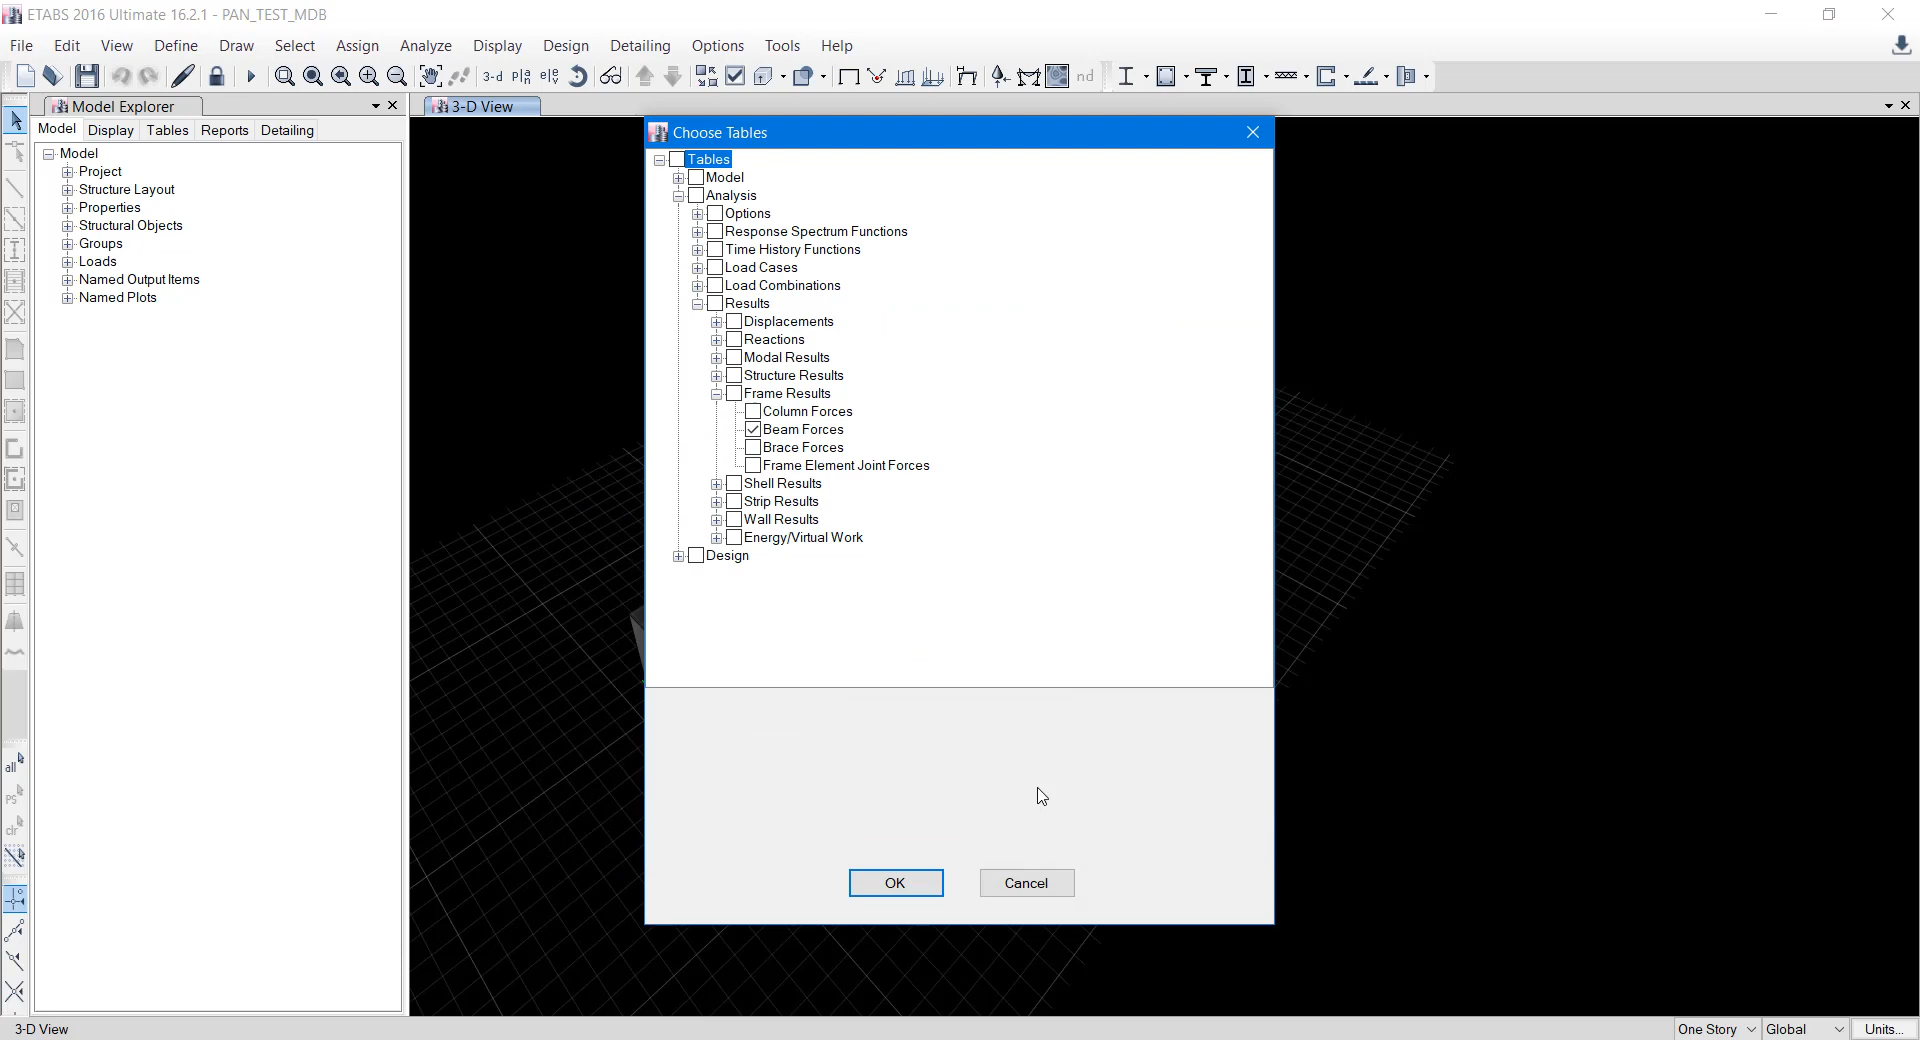 ETABS 2016 Ultimate 16.2.1 - PAN_TEST_MDB
File Edit View Define Draw Select Assign Analyze Display Design Detailing Options Tools Help
3-d Pla ele nd
Model Explorer
3-D View
Model Display Tables Reports Detailing
Model
Project
Structure Layout
Properties
Structural Objects
Groups
Loads
Named Output Items
Named Plots
all
ps
clr
Choose Tables
Tables
Model
Analysis
Options
Response Spectrum Functions
Time History Functions
Load Cases
Load Combinations
Results
Displacements
Reactions
Modal Results
Structure Results
Frame Results
Column Forces
Beam Forces
Brace Forces
Frame Element Joint Forces
Shell Results
Strip Results
Wall Results
Energy/Virtual Work
Design
OK Cancel
3-D View One Story Global Units...